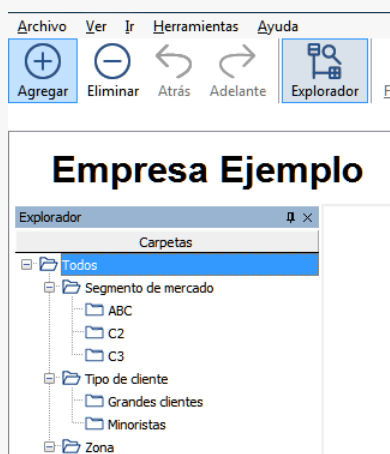 Archivo Ver Ir Herramientas Ayuda
Agregar Eliminar Atrás Adelante Explorador
Empresa Ejemplo
Explorador
Carpetas
Todos
Segmento de mercado
ABC
C2
C3
Tipo de cliente
Grandes clientes
Minoristas
Zona